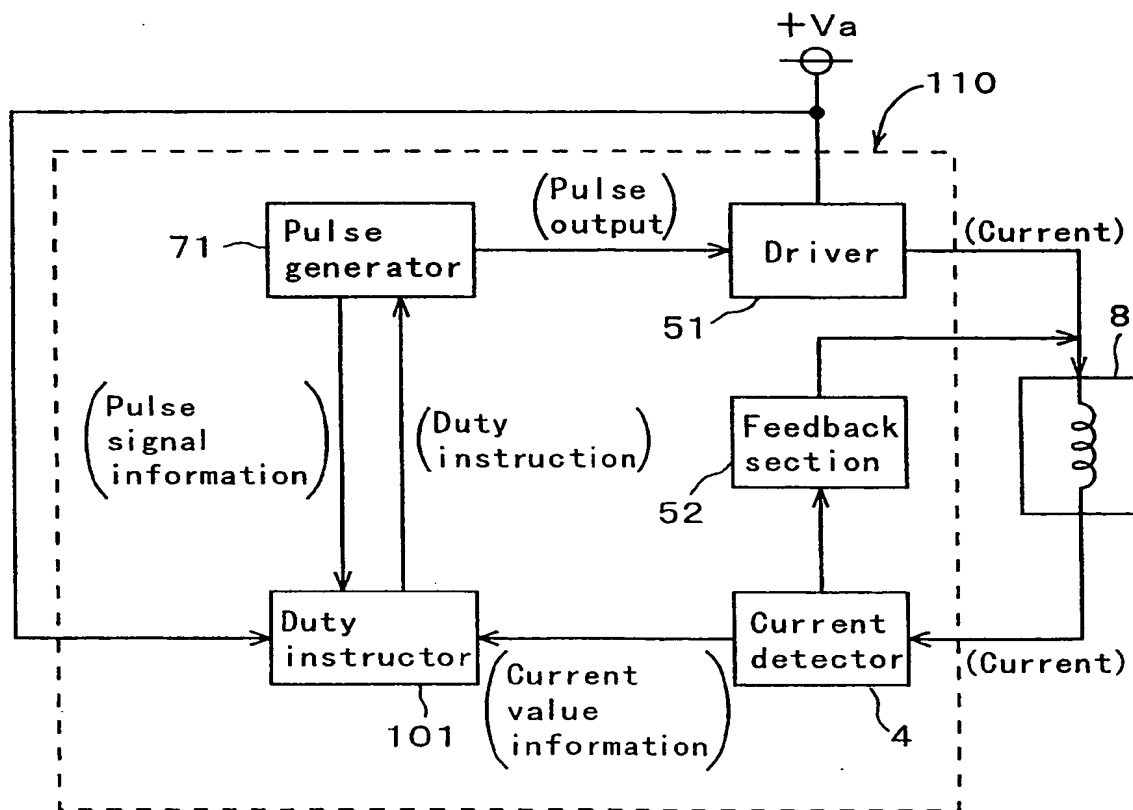 +Va
110
(Pulse
output)
71
Pulse
generator
Driver
(Current)
51
8
(Pulse
signal
information)
(Duty
instruction)
Feedback
section
52
Duty
instructor
Current
detector
(Current)
(Current
value
information)
101
4